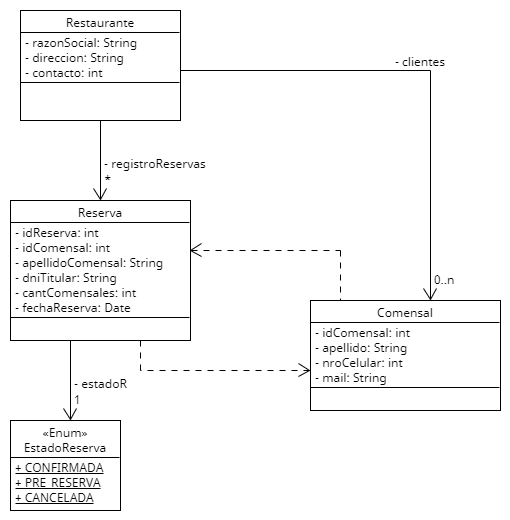 Restaurante
- razonSocial: String
- direccion: String
- contacto: int
- clientes
- registroReservas
*
Reserva
- idReserva: int
- idComensal: int
- apellidoComensal: String
- dniTitular: String
- cantComensales: int
- fechaReserva: Date
0..n
Comensal
- idComensal: int
- apellido: String
- nroCelular: int
- mail: String
- estadoR
1
«Enum»
EstadoReserva
+ CONFIRMADA
+ PRE_RESERVA
+ CANCELADA